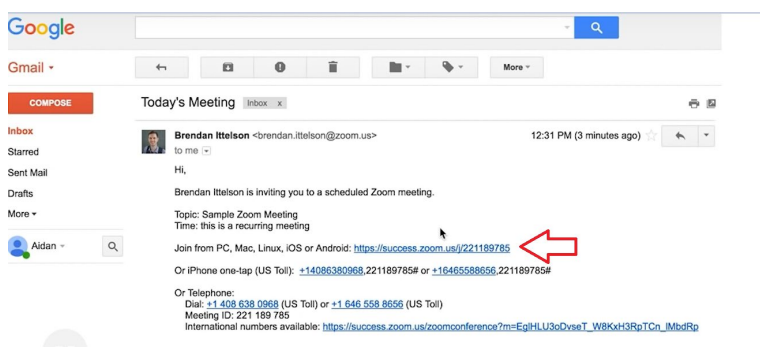 Google
Gmail
More
COMPOSE
Today's Meeting Inbox x
Inbox
Starred
Sent Mail
Drafts
More
Aidan
Brendan Ittelson <brendan.ittelson@zoom.us> 12:31 PM (3 minutes ago)
to me
Hi,
Brendan Ittelson is inviting you to a scheduled Zoom meeting.
Topic: Sample Zoom Meeting
Time: this is a recurring meeting
Join from PC, Mac, Linux, iOS or Android: https://success.zoom.us/j/221189785
Or iPhone one-tap (US Toll): +14086380968,221189785# or +16465588656,221189785#
Or Telephone:
Dial: +1 408 638 0968 (US Toll) or +1 646 558 8656 (US Toll)
Meeting ID: 221 189 785
International numbers available: https://success.zoom.us/zoomconference?m=EglHLU3oDvseT_W8KxH3RpTCn_lMbdRp